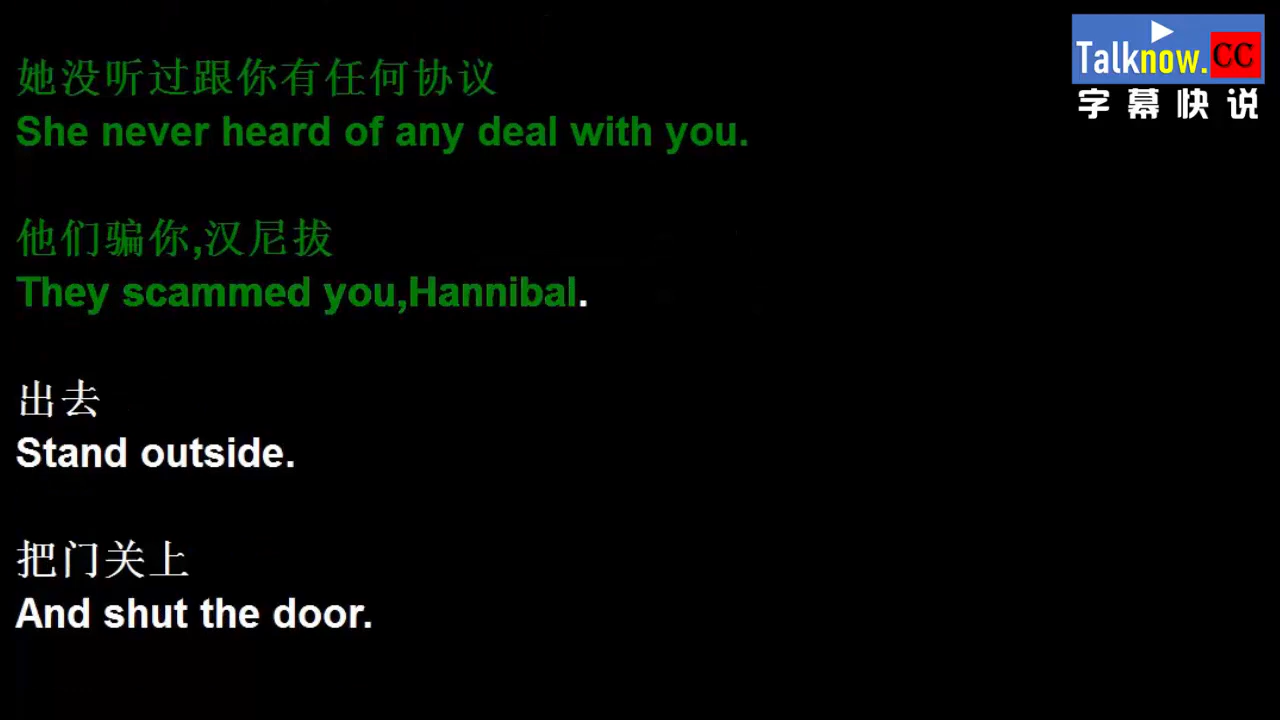 Talknow.CC
字幕快说
她没听过跟你有任何协议
She never heard of any deal with you.
他们骗你,汉尼拔
They scammed you,Hannibal.
出去
Stand outside.
把门关上
And shut the door.